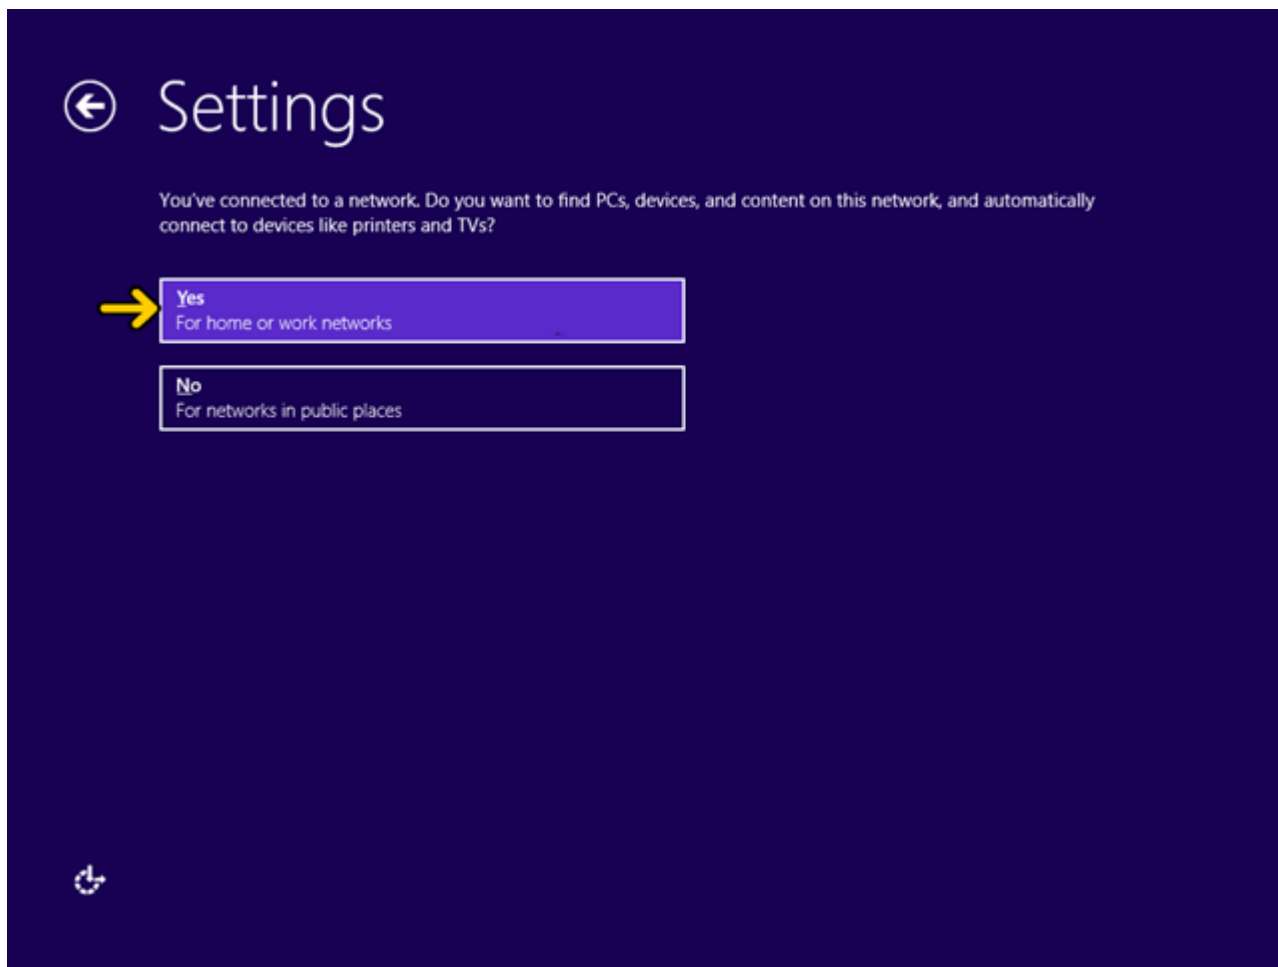 Settings
You've connected to a network. Do you want to find PCs, devices, and content on this network, and automatically
connect to devices like printers and TVs?
Yes
For home or work networks
No
For networks in public places